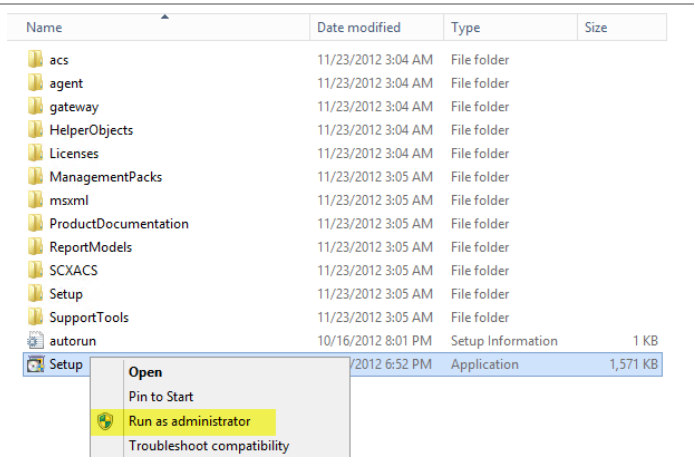 Name Date modified Type Size
acs 11/23/2012 3:04 AM File folder
agent 11/23/2012 3:04 AM File folder
gateway 11/23/2012 3:04 AM File folder
HelperObjects 11/23/2012 3:04 AM File folder
Licenses 11/23/2012 3:04 AM File folder
ManagementPacks 11/23/2012 3:05 AM File folder
msxml 11/23/2012 3:05 AM File folder
ProductDocumentation 11/23/2012 3:05 AM File folder
ReportModels 11/23/2012 3:05 AM File folder
SCXACS 11/23/2012 3:05 AM File folder
Setup 11/23/2012 3:05 AM File folder
SupportTools 11/23/2012 3:05 AM File folder
autorun 10/16/2012 8:01 PM Setup Information 1 KB
Setup /2012 6:52 PM Application 1,571 KB
Open
Pin to Start
Run as administrator
Troubleshoot compatibility